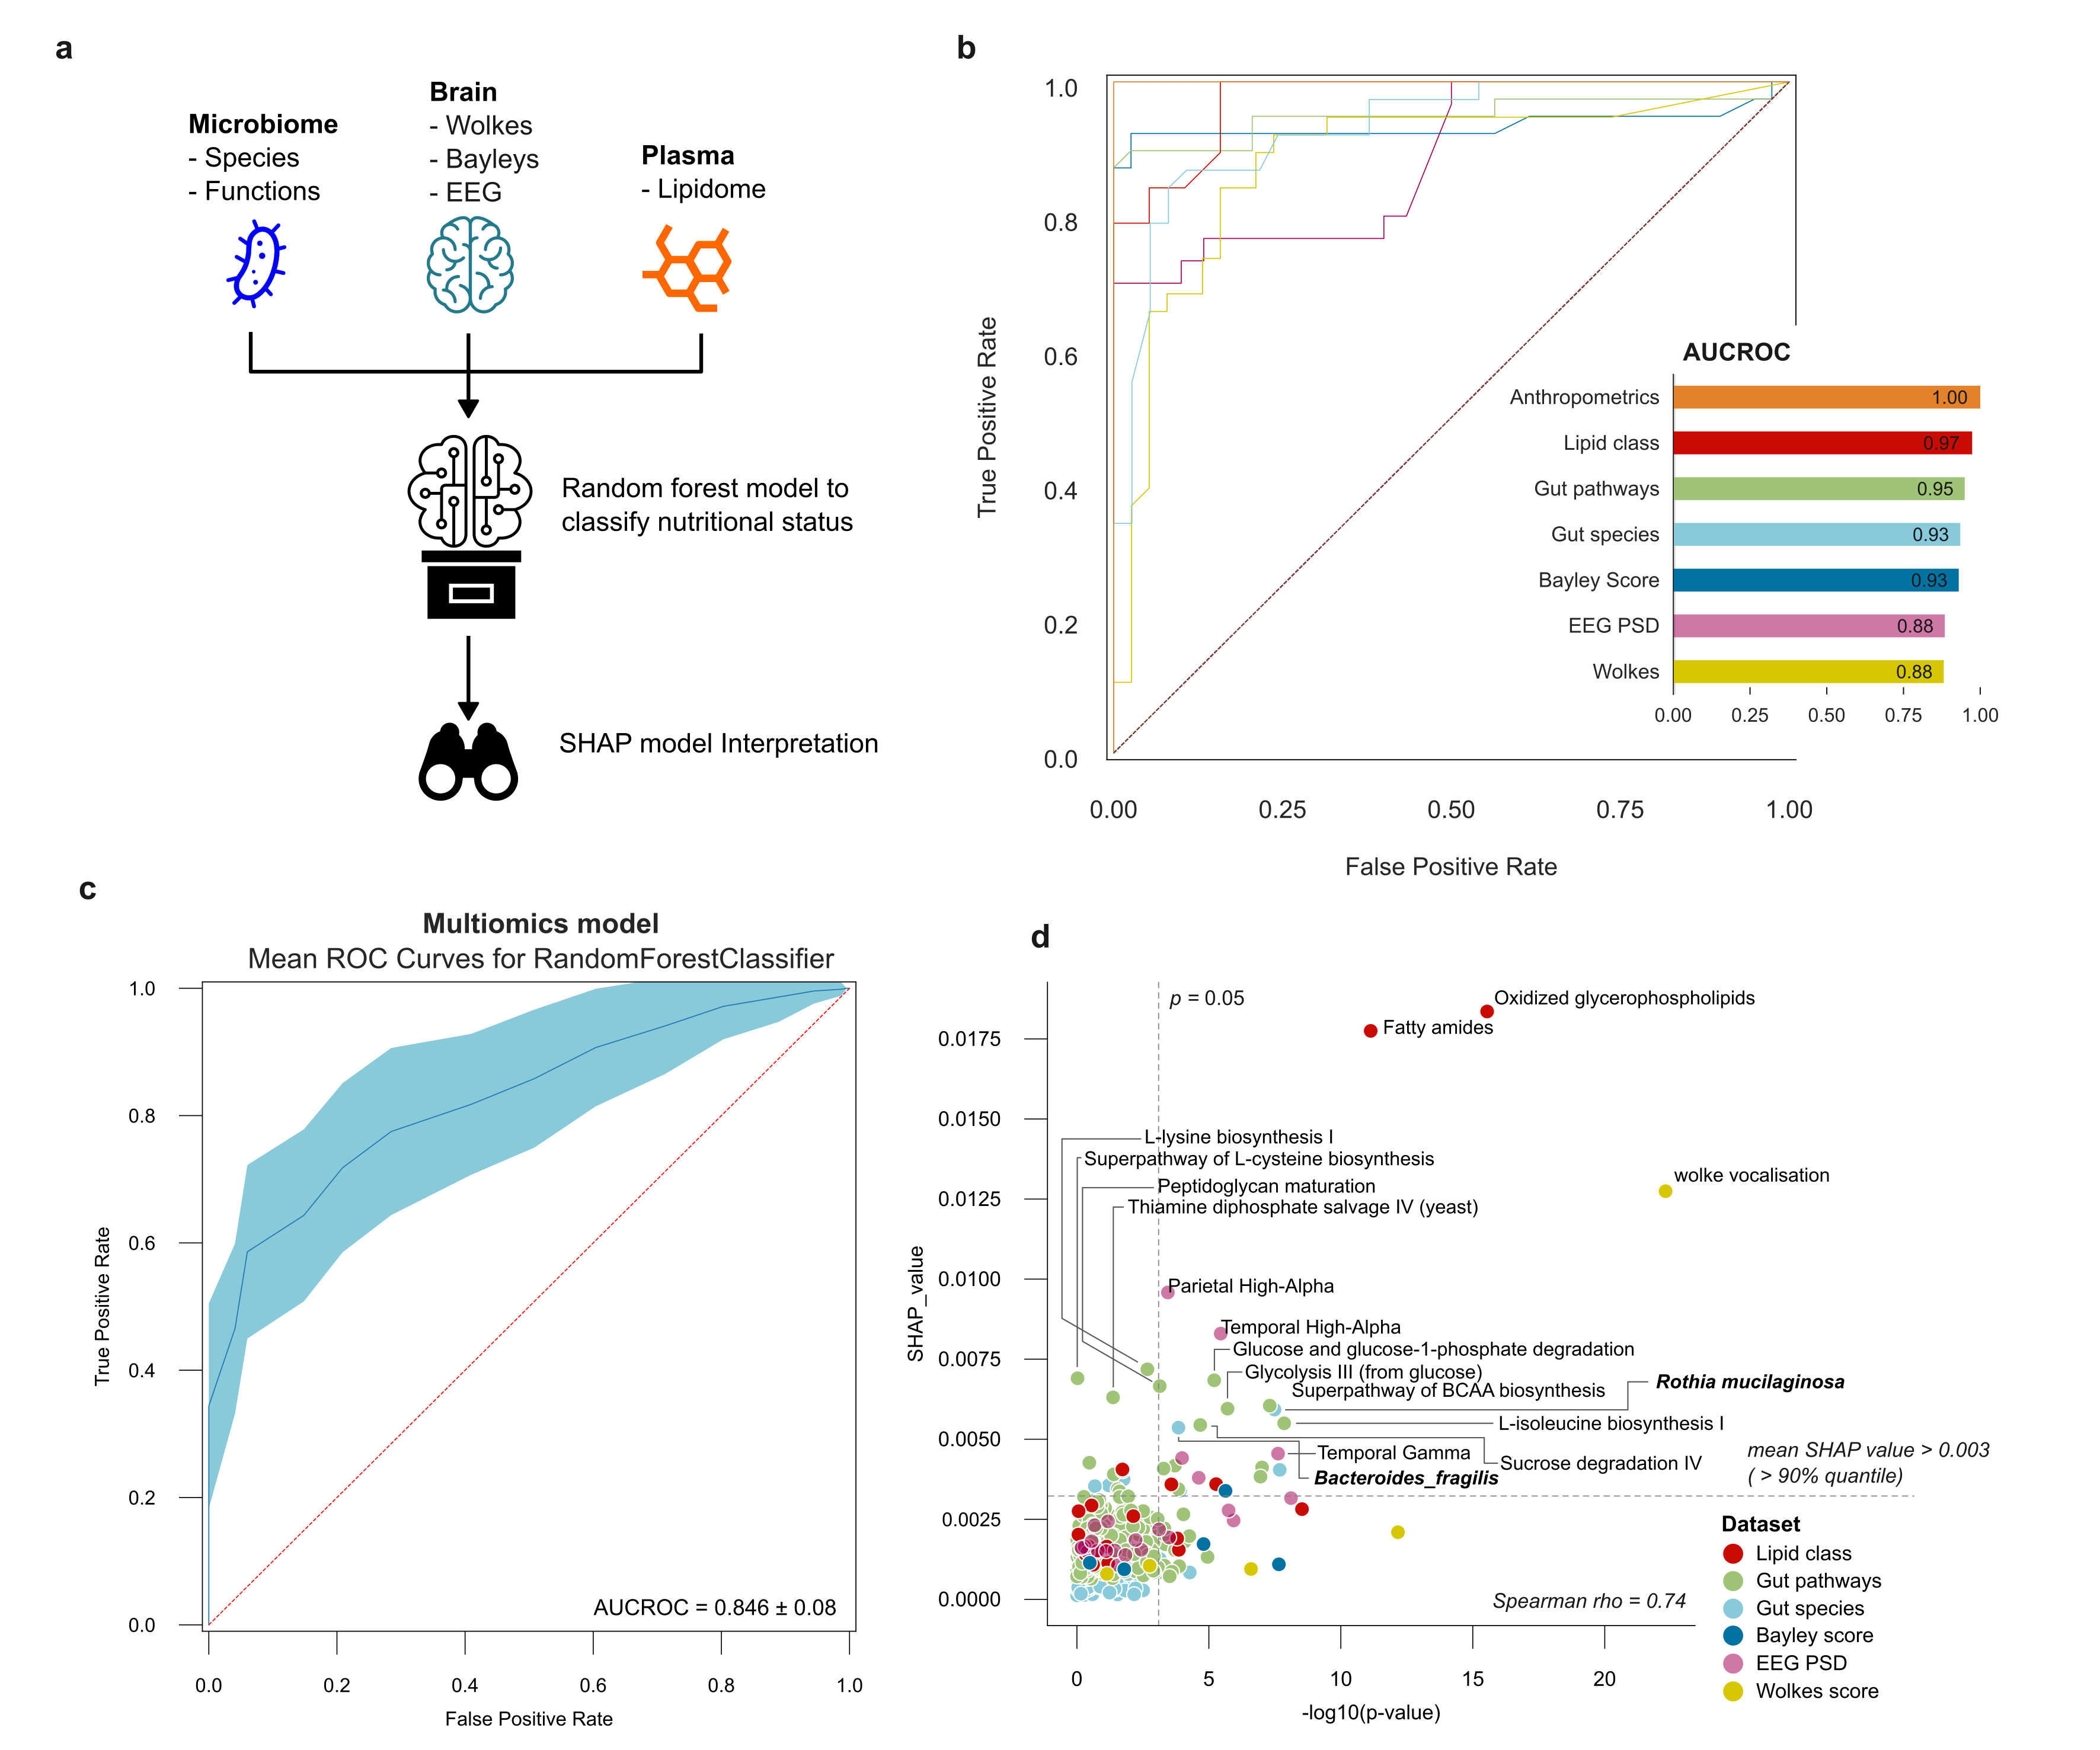 a
Microbiome
- Species
- Functions
Brain
- Wolkes
- Bayleys
- EEG
Plasma
- Lipidome
Random forest model to
classify nutritional status
SHAP model Interpretation
b
1.0
0.8
0.6
0.4
0.2
0.0
True Positive Rate
0.00 0.25 0.50 0.75 1.00
False Positive Rate
AUCROC
Anthropometrics 1.00
Lipid class 0.97
Gut pathways 0.95
Gut species 0.93
Bayley Score 0.93
EEG PSD 0.88
Wolkes 0.88
0.00 0.25 0.50 0.75 1.00
c
Multiomics model
Mean ROC Curves for RandomForestClassifier
1.0
0.8
0.6
0.4
0.2
0.0
True Positive Rate
AUCROC = 0.846 ± 0.08
0.0 0.2 0.4 0.6 0.8 1.0
False Positive Rate
d
p = 0.05
Oxidized glycerophospholipids
Fatty amides
L-lysine biosynthesis I
Superpathway of L-cysteine biosynthesis
Peptidoglycan maturation
Thiamine diphosphate salvage IV (yeast)
wolke vocalisation
Parietal High-Alpha
Temporal High-Alpha
Glucose and glucose-1-phosphate degradation
Glycolysis III (from glucose)
Superpathway of BCAA biosynthesis
Rothia mucilaginosa
L-isoleucine biosynthesis I
Temporal Gamma
Sucrose degradation IV
Bacteroides_fragilis
mean SHAP value > 0.003
( > 90% quantile)
Spearman rho = 0.74
0.0175
0.0150
0.0125
0.0100
0.0075
0.0050
0.0025
0.0000
SHAP_value
0 5 10 15 20
-log10(p-value)
Dataset
Lipid class
Gut pathways
Gut species
Bayley score
EEG PSD
Wolkes score